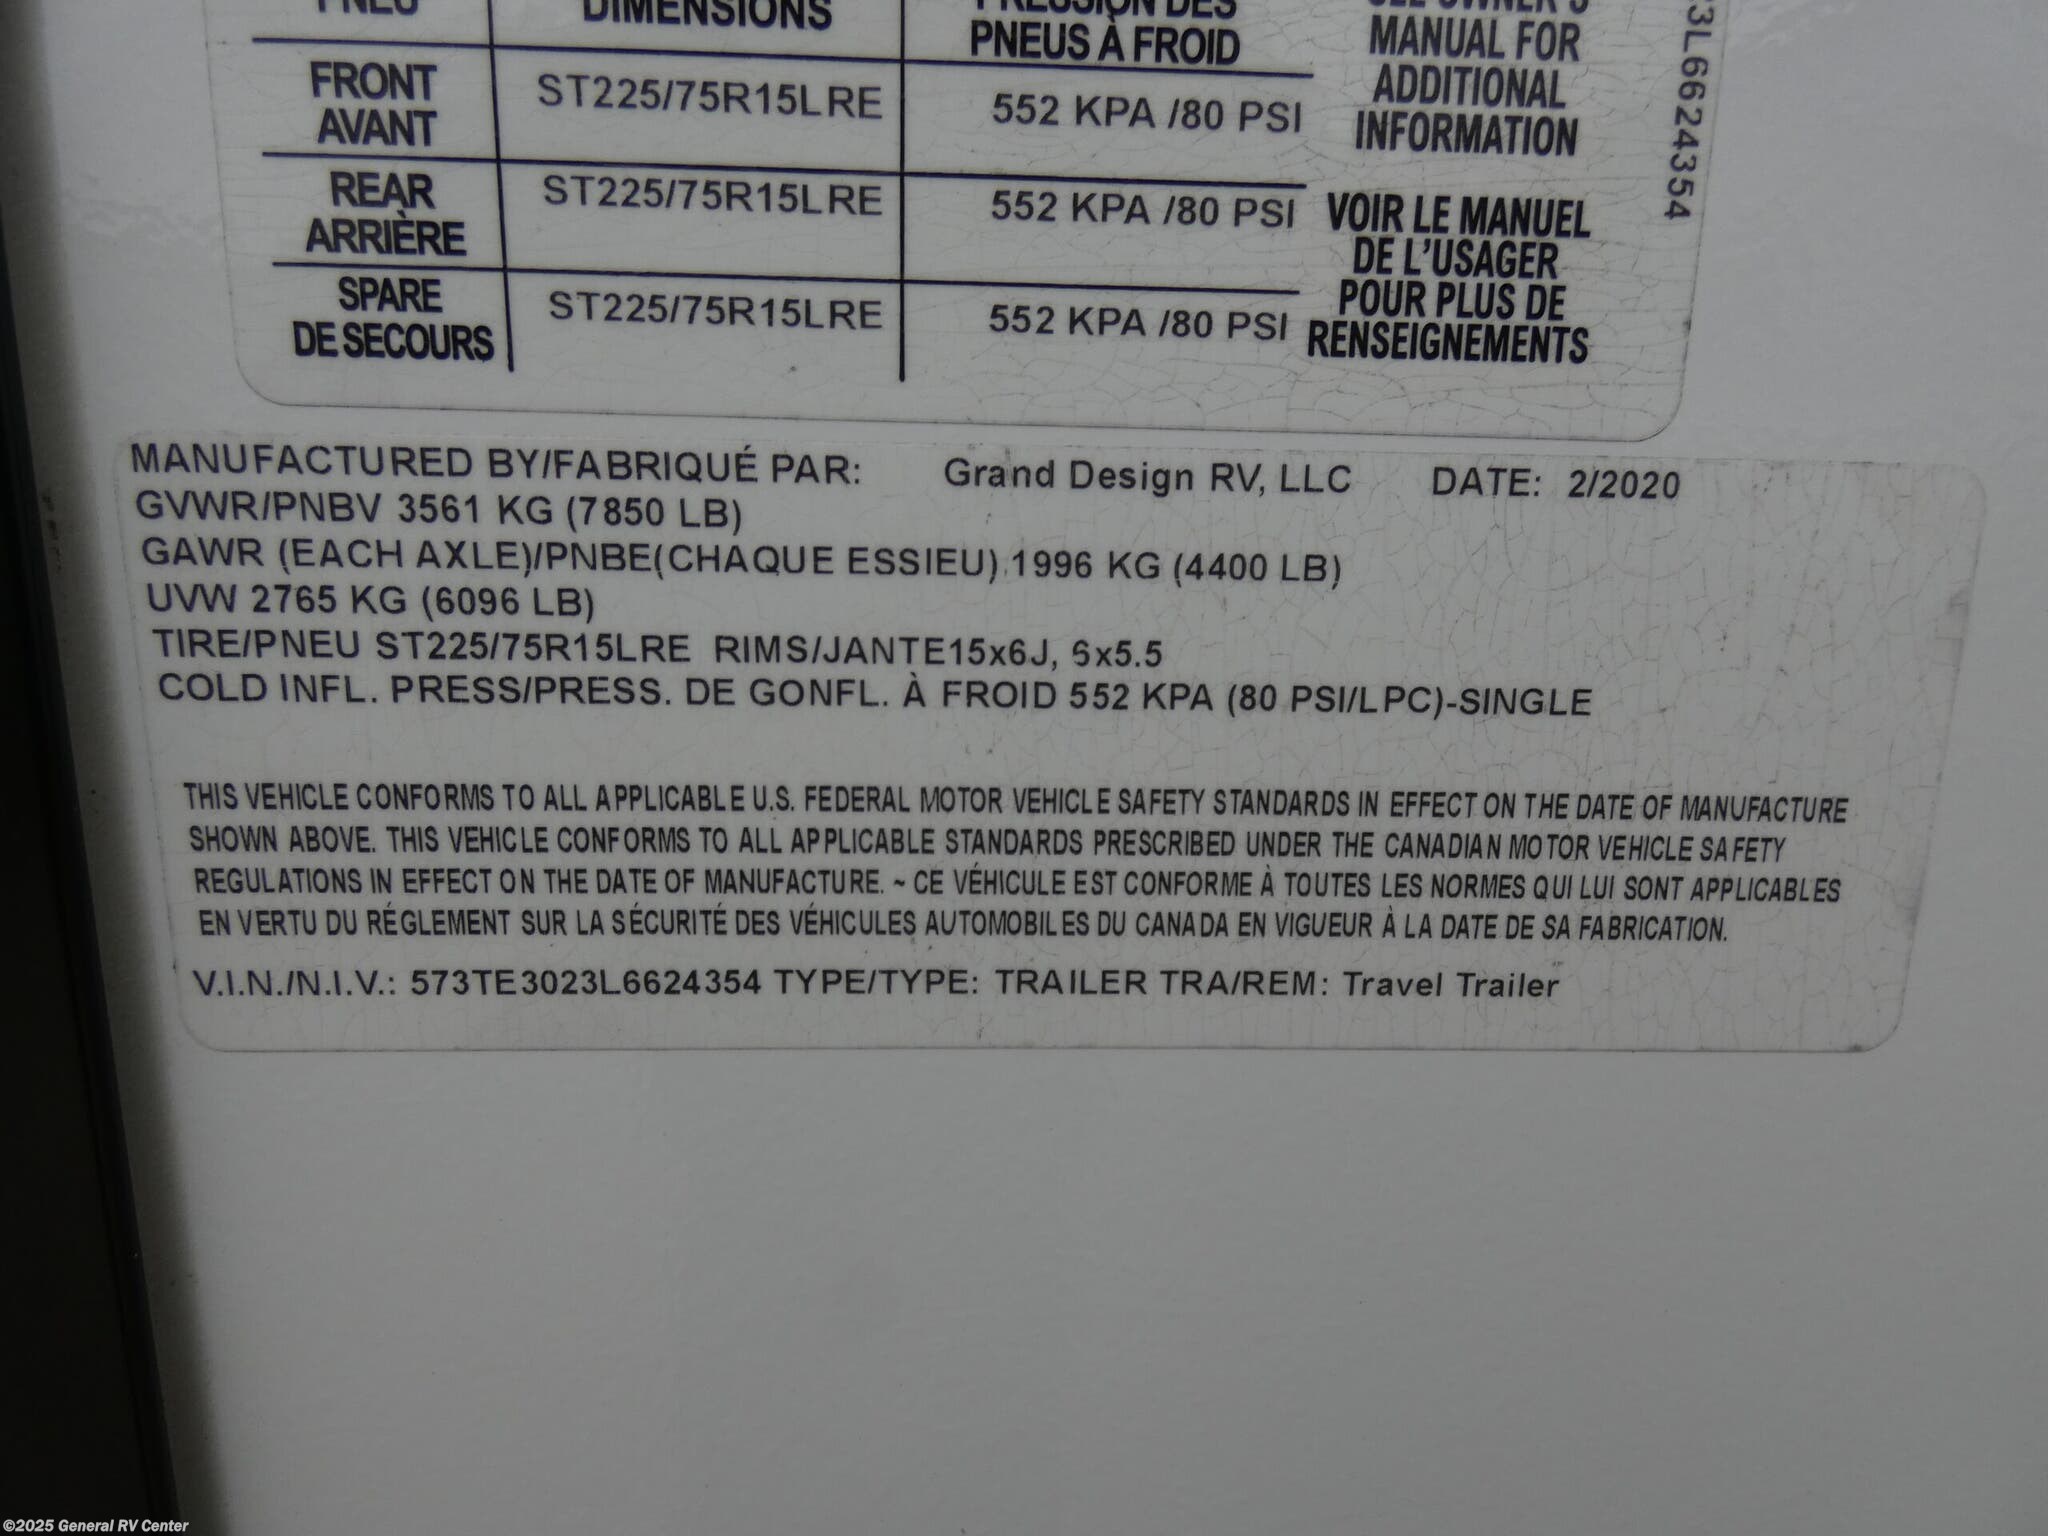 PNEU DIMENSIONS PRESSION DES PNEUS À FROID
SEE OWNER'S MANUAL FOR ADDITIONAL INFORMATION
FRONT AVANT ST225/75R15LRE 552 KPA /80 PSI
REAR ARRIÈRE ST225/75R15LRE 552 KPA /80 PSI
SPARE DE SECOURS ST225/75R15LRE 552 KPA /80 PSI
VOIR LE MANUEL
DE L'USAGER
POUR PLUS DE
RENSEIGNEMENTS
3L6624354
MANUFACTURED BY/FABRIQUÉ PAR: Grand Design RV, LLC DATE: 2/2020
GVWR/PNBV 3561 KG (7850 LB)
GAWR (EACH AXLE)/PNBE(CHAQUE ESSIEU) 1996 KG (4400 LB)
UVW 2765 KG (6096 LB)
TIRE/PNEU ST225/75R15LRE RIMS/JANTE15x6J, 6x5.5
COLD INFL. PRESS/PRESS. DE GONFL. À FROID 552 KPA (80 PSI/LPC)-SINGLE
THIS VEHICLE CONFORMS TO ALL APPLICABLE U.S. FEDERAL MOTOR VEHICLE SAFETY STANDARDS IN EFFECT ON THE DATE OF MANUFACTURE
SHOWN ABOVE. THIS VEHICLE CONFORMS TO ALL APPLICABLE STANDARDS PRESCRIBED UNDER THE CANADIAN MOTOR VEHICLE SAFETY
REGULATIONS IN EFFECT ON THE DATE OF MANUFACTURE. ~ CE VÉHICULE EST CONFORME À TOUTES LES NORMES QUI LUI SONT APPLICABLES
EN VERTU DU RÉGLEMENT SUR LA SÉCURITÉ DES VÉHICULES AUTOMOBILES DU CANADA EN VIGUEUR À LA DATE DE SA FABRICATION.
V.I.N./N.I.V.: 573TE3023L6624354 TYPE/TYPE: TRAILER TRA/REM: Travel Trailer
©2025 General RV Center